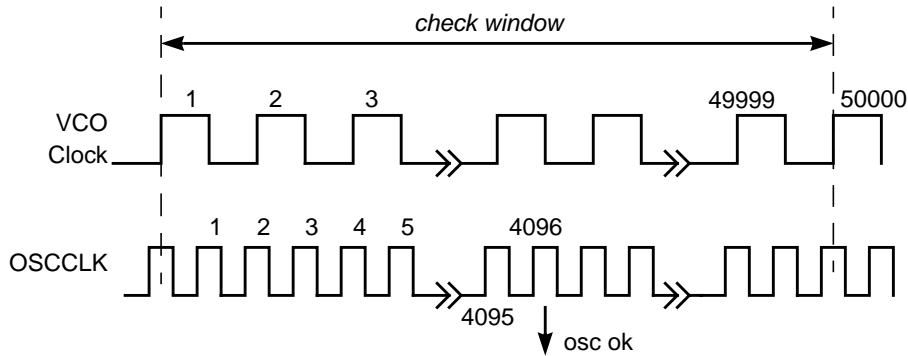 check window
1 2 3 49999 50000
VCO
Clock
1 2 3 4 5 4096
OSCCLK
4095
osc ok